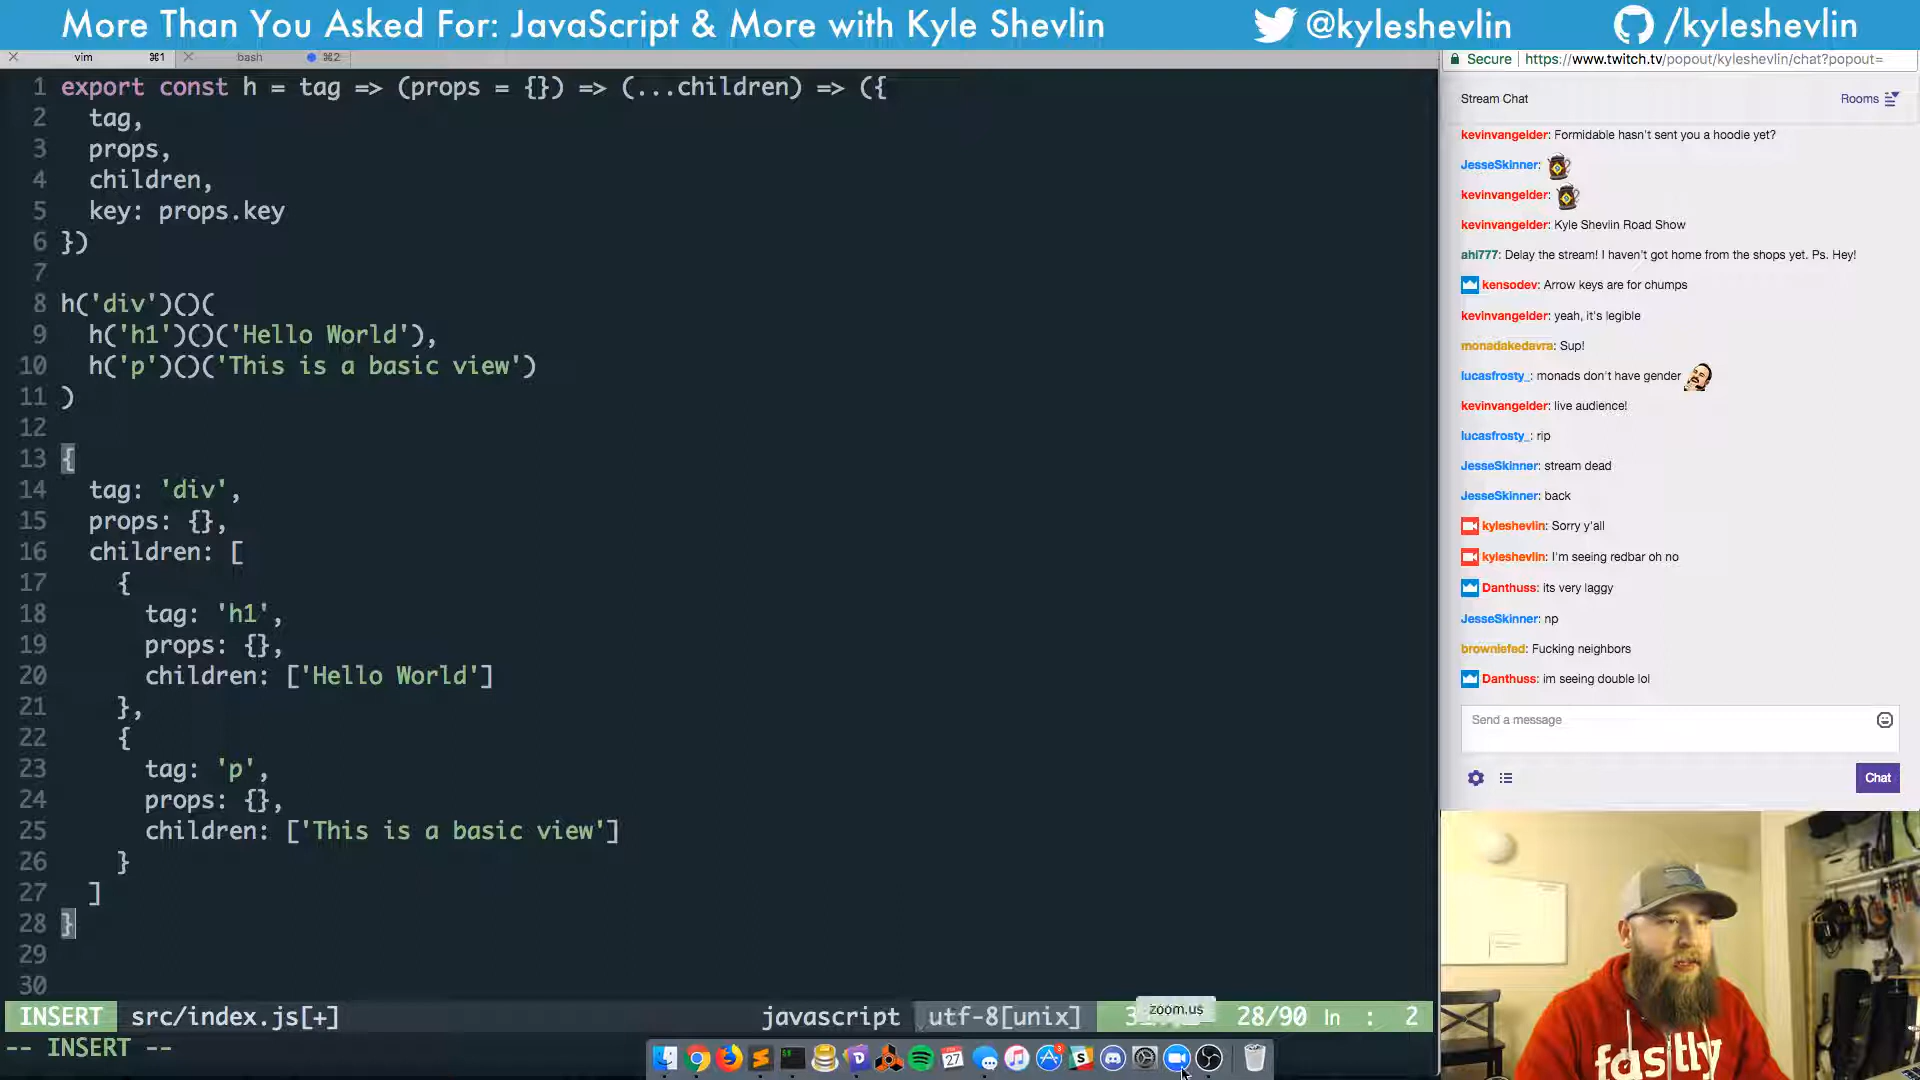 More Than You Asked For: JavaScript & More with Kyle Shevlin
@kyleshevlin
/kyleshevlin
vim ⌘1
bash ⌘2
1 export const h = tag => (props = {}) => (...children) => ({
2 tag,
3 props,
4 children,
5 key: props.key
6 })
7
8 h('div')()(
9 h('h1')()('Hello World'),
10 h('p')()('This is a basic view')
11 )
12
13 {
14 tag: 'div',
15 props: {},
16 children: [
17 {
18 tag: 'h1',
19 props: {},
20 children: ['Hello World']
21 },
22 {
23 tag: 'p',
24 props: {},
25 children: ['This is a basic view']
26 }
27 ]
28 }
29
30
INSERT src/index.js[+] javascript utf-8[unix] 28/90 ln : 2
-- INSERT --
zoom.us
27
3
Secure https://www.twitch.tv/popout/kyleshevlin/chat?popout=
Stream Chat
Rooms
kevinvangelder: Formidable hasn't sent you a hoodie yet?
JesseSkinner:
kevinvangelder:
kevinvangelder: Kyle Shevlin Road Show
ahi777: Delay the stream! I haven't got home from the shops yet. Ps. Hey!
kensodev: Arrow keys are for chumps
kevinvangelder: yeah, it's legible
monadakedavra: Sup!
lucasfrosty_: monads don't have gender
kevinvangelder: live audience!
lucasfrosty_: rip
JesseSkinner: stream dead
JesseSkinner: back
kyleshevlin: Sorry y'all
kyleshevlin: I'm seeing redbar oh no
Danthuss: its very laggy
JesseSkinner: np
browniefed: Fucking neighbors
Danthuss: im seeing double lol
Send a message
Chat
fastly